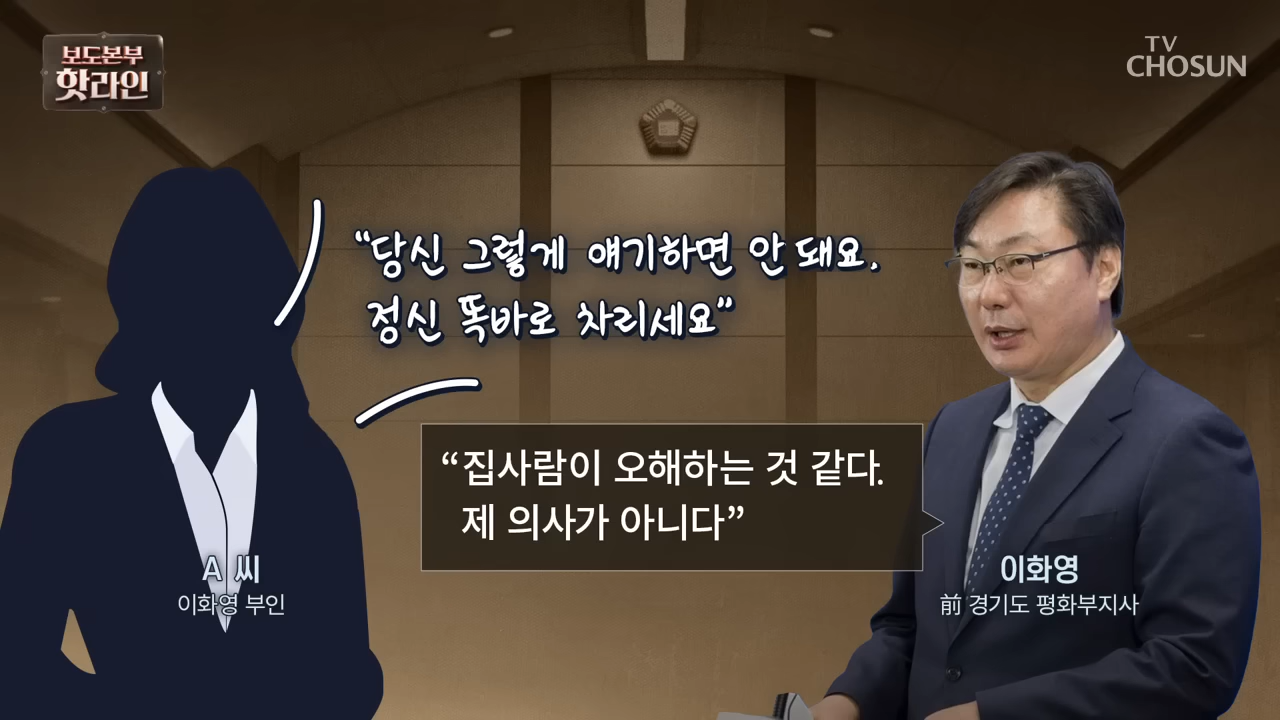 보도본부
핫라인
TV
CHOSUN
“당신 그렇게 얘기하면 안 돼요.
정신 똑바로 차리세요”
“집사람이 오해하는 것 같다.
제 의사가 아니다”
A 씨
이화영 부인
이화영
前 경기도 평화부지사